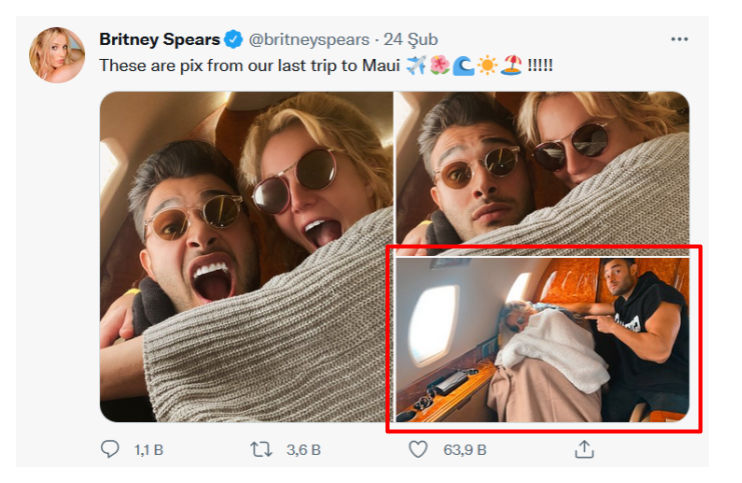 Britney Spears @britneyspears · 24 Şub
These are pix from our last trip to Maui ✈️🌺🌊☀️🏖️ !!!!!
1,1 B 3,6 B 63,9 B